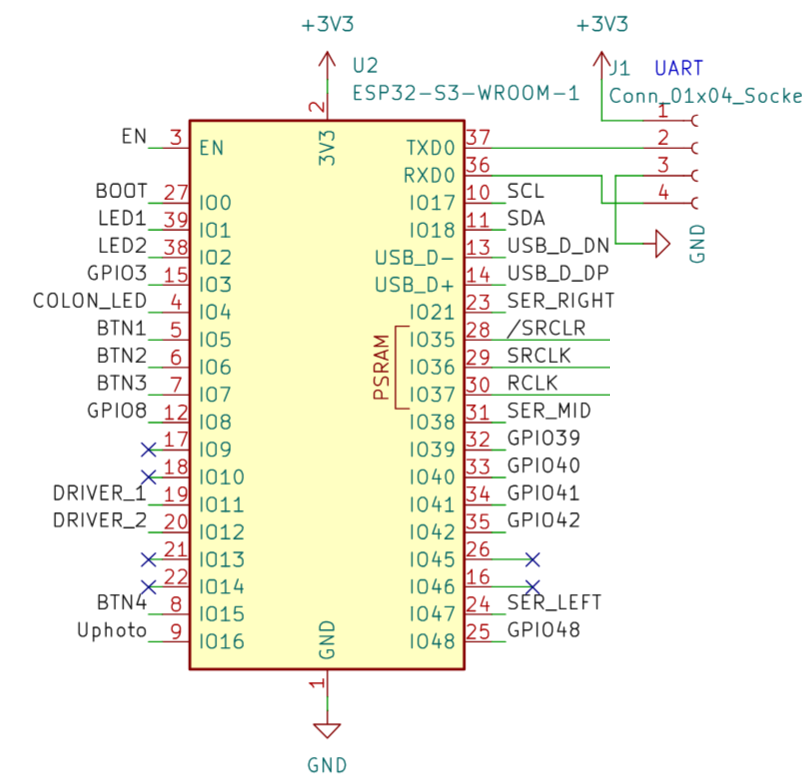 +3V3
+3V3
U2
ESP32-S3-WROOM-1
J1 UART
Conn_01x04_Socke
EN 3 EN
2 3V3
TXD0 37
RXD0 36
1
2
3
4
GND
BOOT 27 IO0
LED1 39 IO1
LED2 38 IO2
GPIO3 15 IO3
COLON_LED 4 IO4
BTN1 5 IO5
BTN2 6 IO6
BTN3 7 IO7
GPIO8 12 IO8
17 IO9
18 IO10
DRIVER_1 19 IO11
DRIVER_2 20 IO12
21 IO13
22 IO14
BTN4 8 IO15
Uphoto 9 IO16
IO17 10 SCL
IO18 11 SDA
USB_D- 13 USB_D_DN
USB_D+ 14 USB_D_DP
IO21 23 SER_RIGHT
PSRAM
IO35 28 /SRCLR
IO36 29 SRCLK
IO37 30 RCLK
IO38 31 SER_MID
IO39 32 GPIO39
IO40 33 GPIO40
IO41 34 GPIO41
IO42 35 GPIO42
IO45 26
IO46 16
IO47 24 SER_LEFT
IO48 25 GPIO48
GND
1
GND